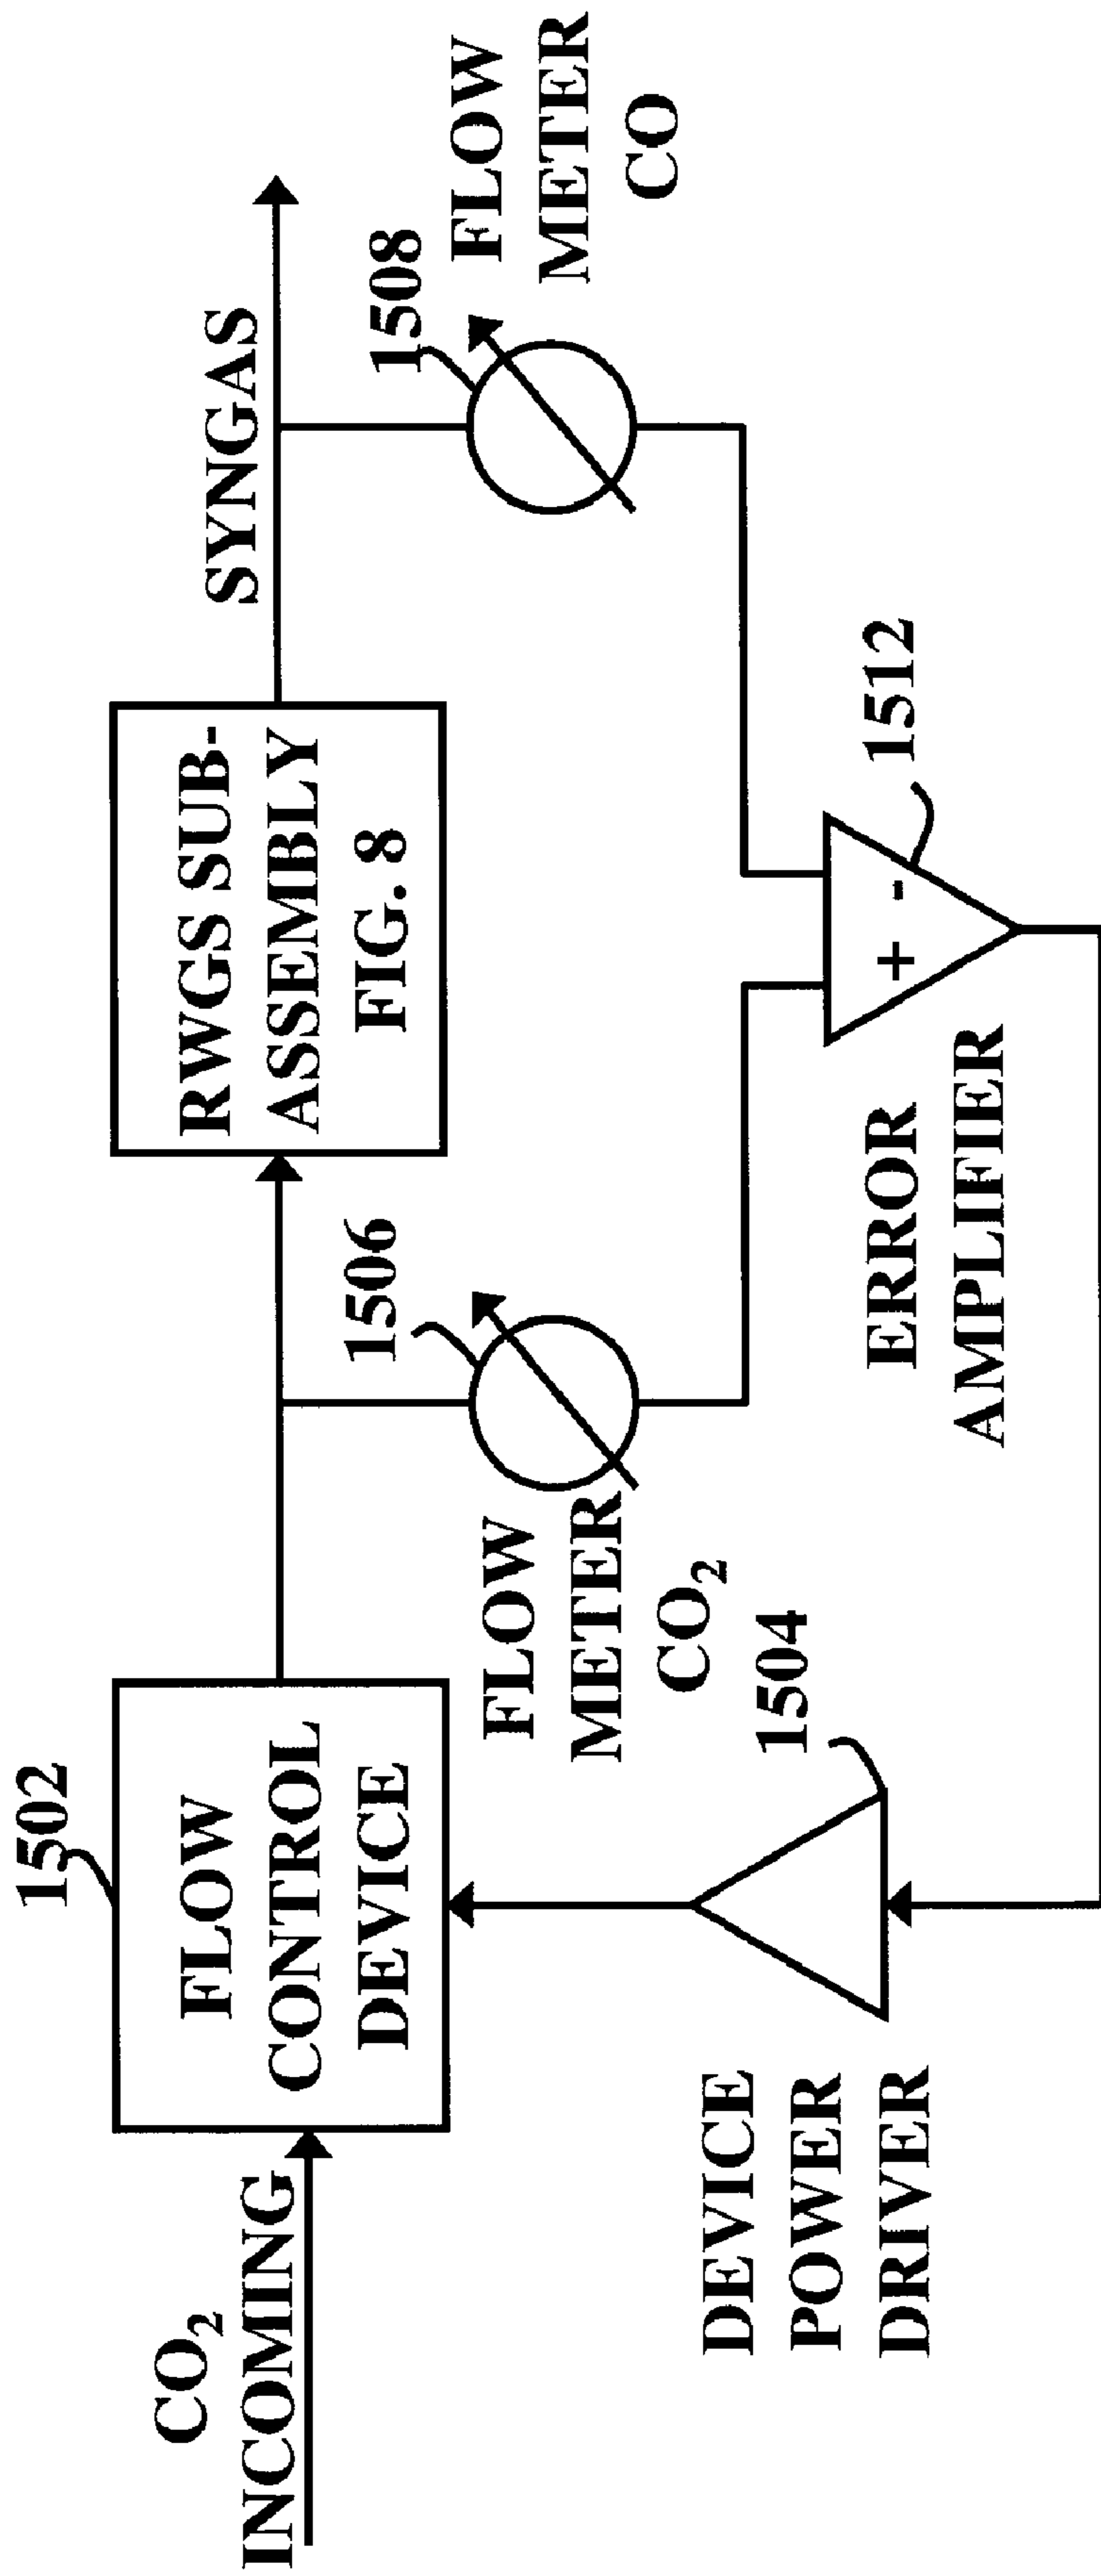 CO₂
INCOMING
1502
FLOW
CONTROL
DEVICE
RWGS SUB-
ASSEMBLY
FIG. 8
SYNGAS
1506
FLOW
METER
CO₂
1508
FLOW
METER
CO
1504
DEVICE
POWER
DRIVER
+ -
1512
ERROR
AMPLIFIER